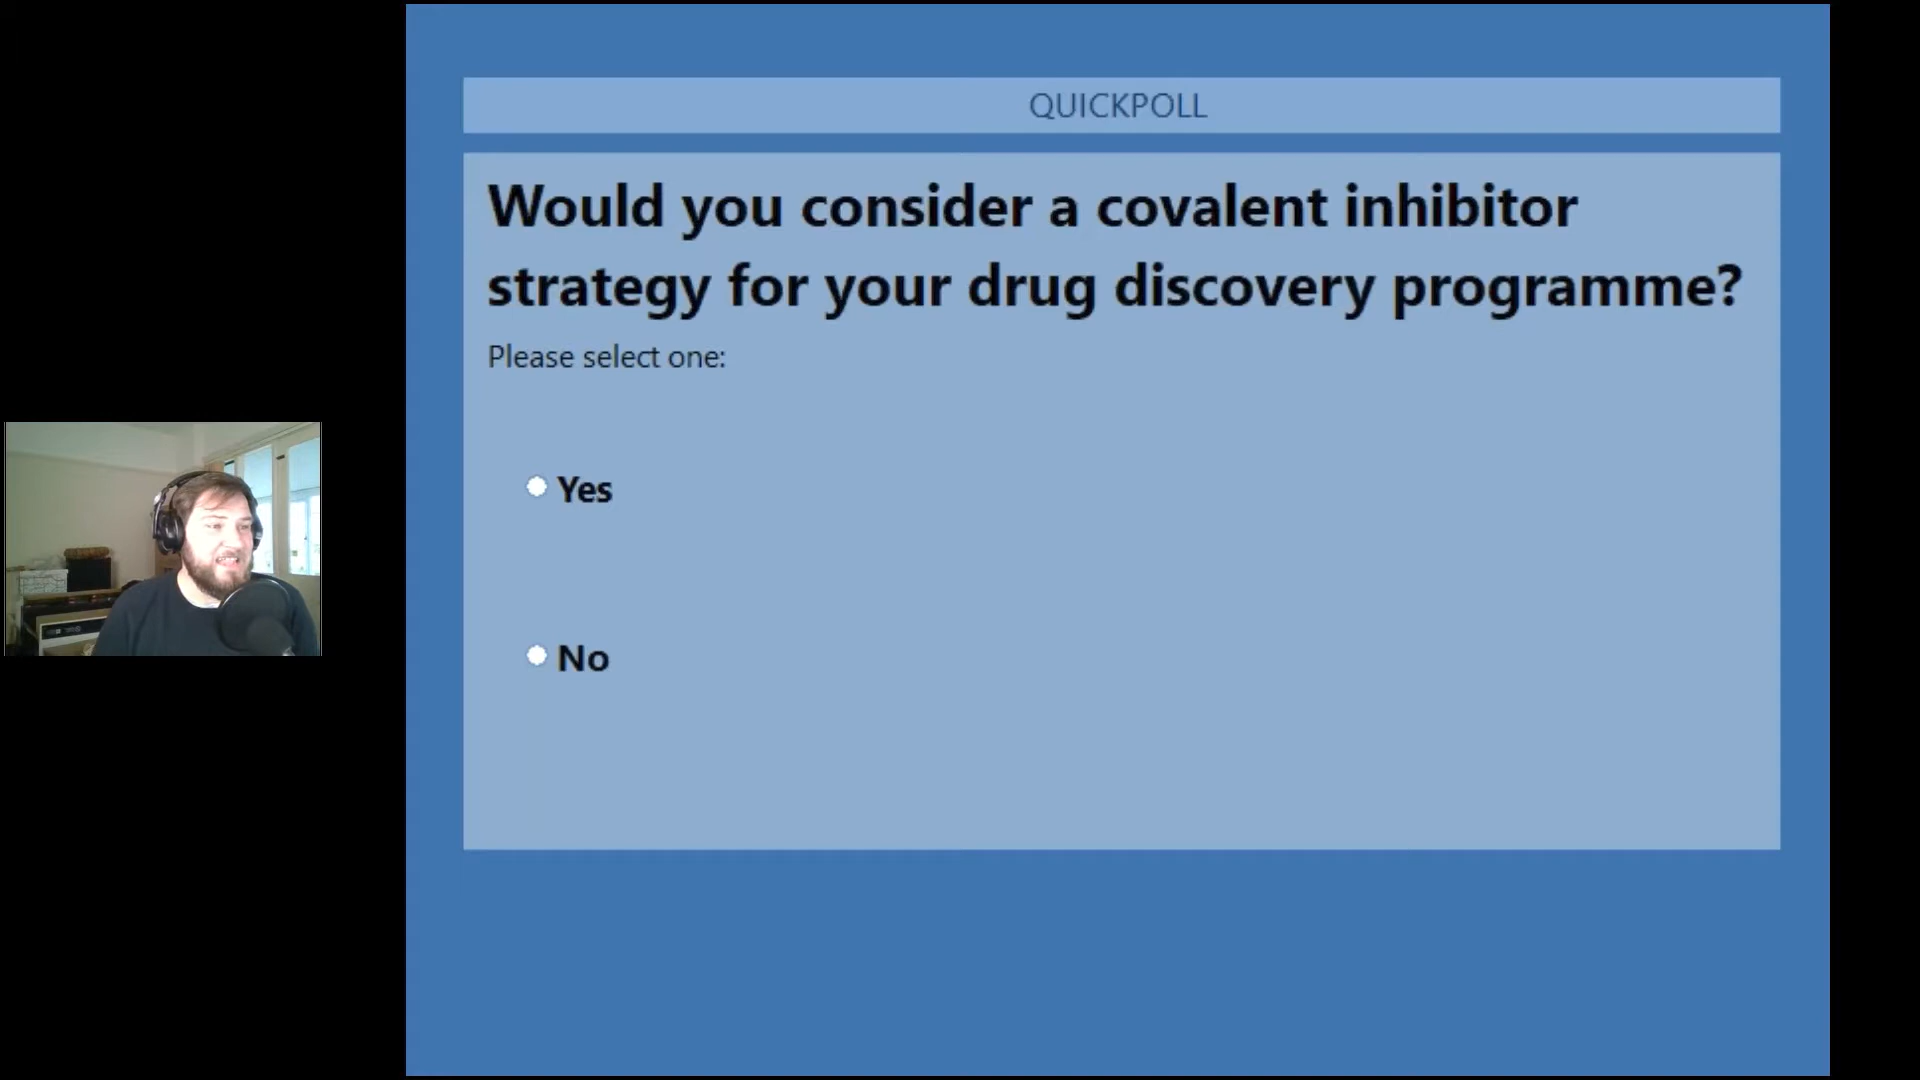 QUICKPOLL
Would you consider a covalent inhibitor
strategy for your drug discovery programme?
Please select one:
Yes
No